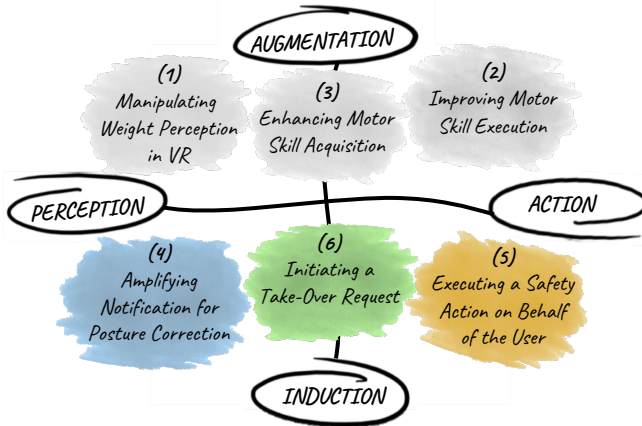 AUGMENTATION
(1)
Manipulating
Weight Perception
in VR
(3)
Enhancing Motor
Skill Acquisition
(2)
Improving Motor
Skill Execution
PERCEPTION
ACTION
(4)
Amplifying
Notification for
Posture Correction
(6)
Initiating a
Take-Over Request
(5)
Executing a Safety
Action on Behalf
of the User
INDUCTION